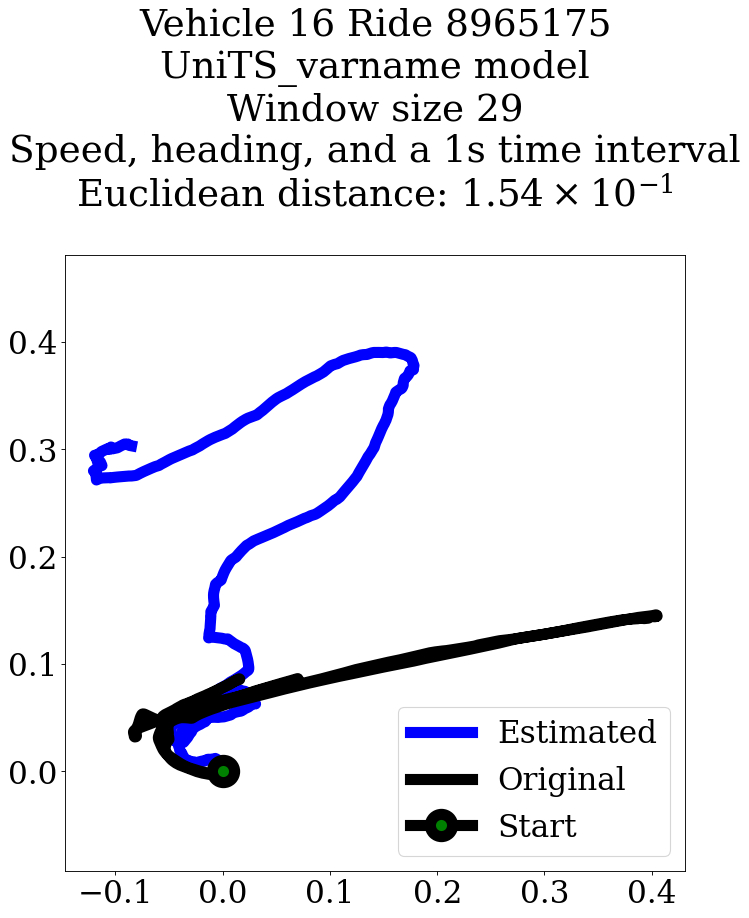 Vehicle 16 Ride 8965175
UniTS_varname model
Window size 29
Speed, heading, and a 1s time interval
Euclidean distance: $1.54 \times 10^{-1}$
0.4
0.3
0.2
0.1
0.0
−0.1 0.0 0.1 0.2 0.3 0.4
Estimated
Original
Start